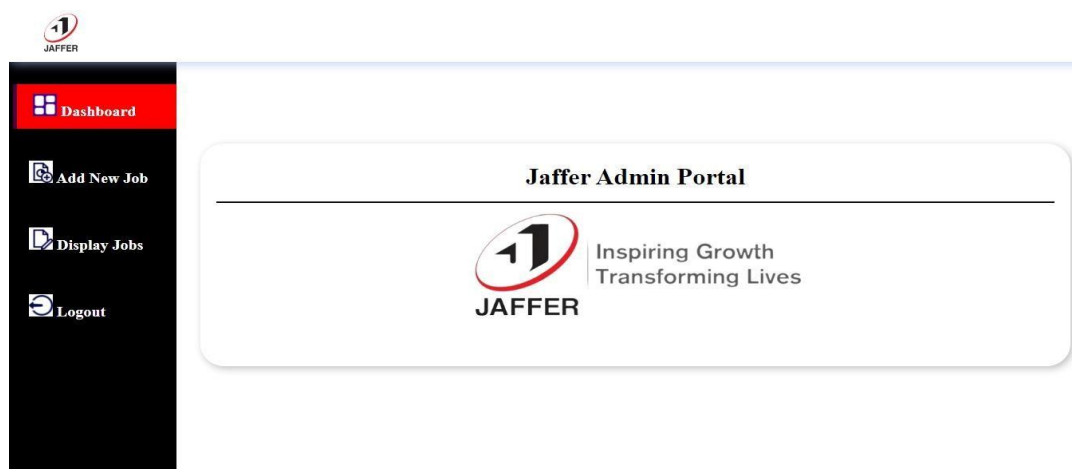 JAFFER
Dashboard
Add New Job
Display Jobs
Logout
Jaffer Admin Portal
Inspiring Growth
Transforming Lives
JAFFER